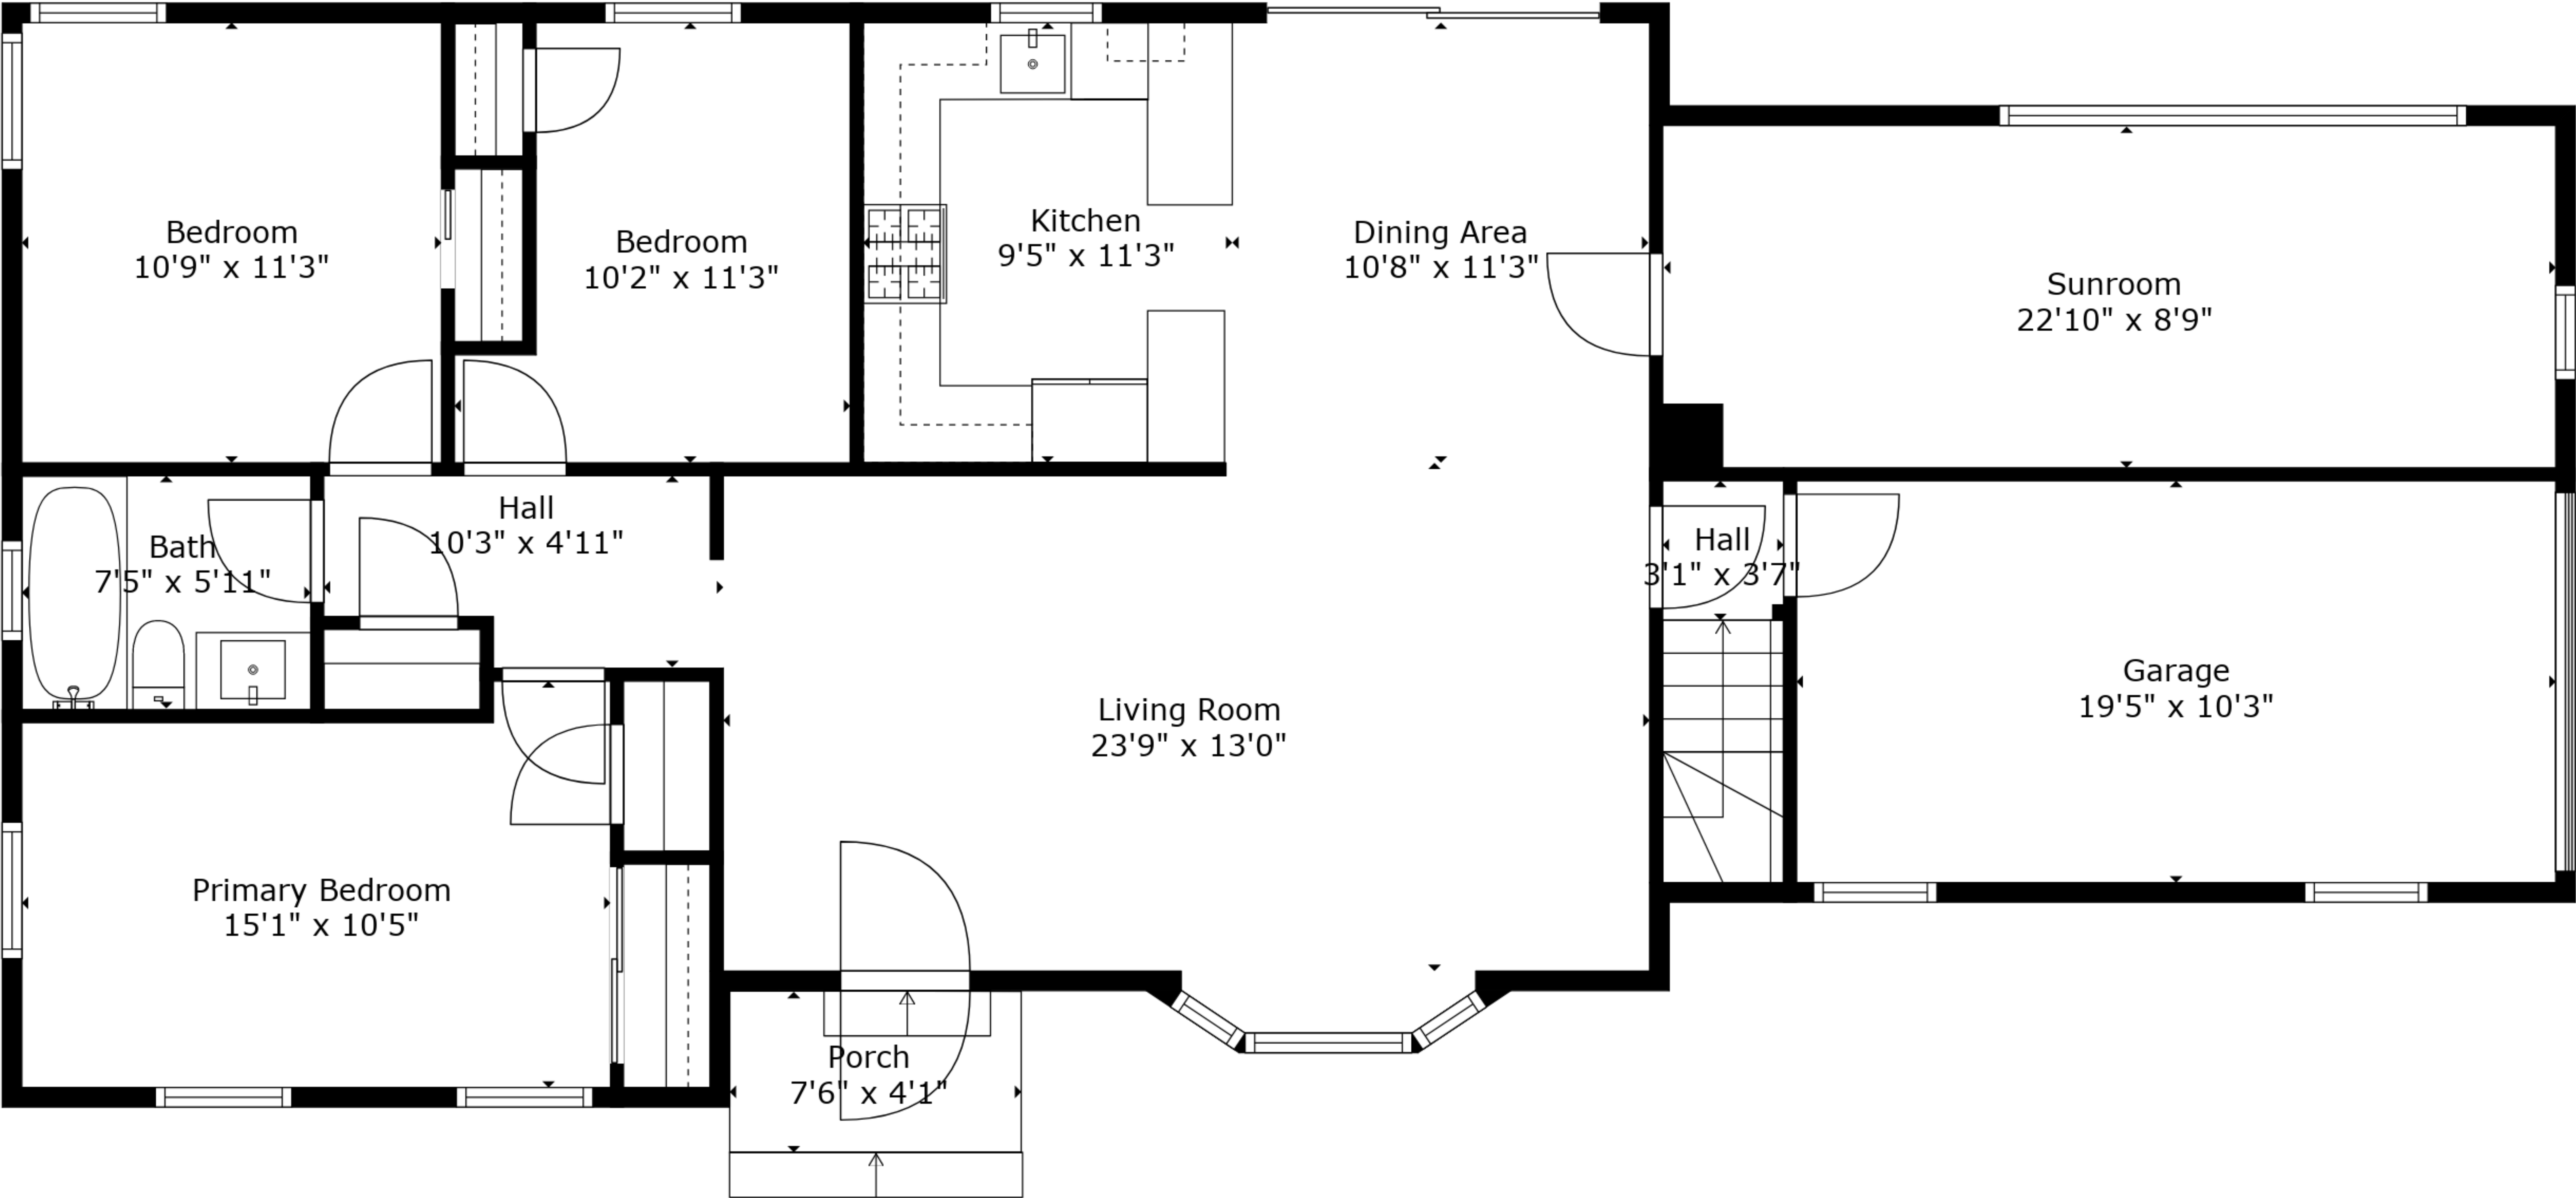 Bedroom
10'9" x 11'3"
Bedroom
10'2" x 11'3"
Kitchen
9'5" x 11'3"
Dining Area
10'8" x 11'3"
Sunroom
22'10" x 8'9"
Bath
7'5" x 5'11"
Hall
10'3" x 4'11"
Hall
3'1" x 3'7"
Living Room
23'9" x 13'0"
Garage
19'5" x 10'3"
Primary Bedroom
15'1" x 10'5"
Porch
7'6" x 4'1"